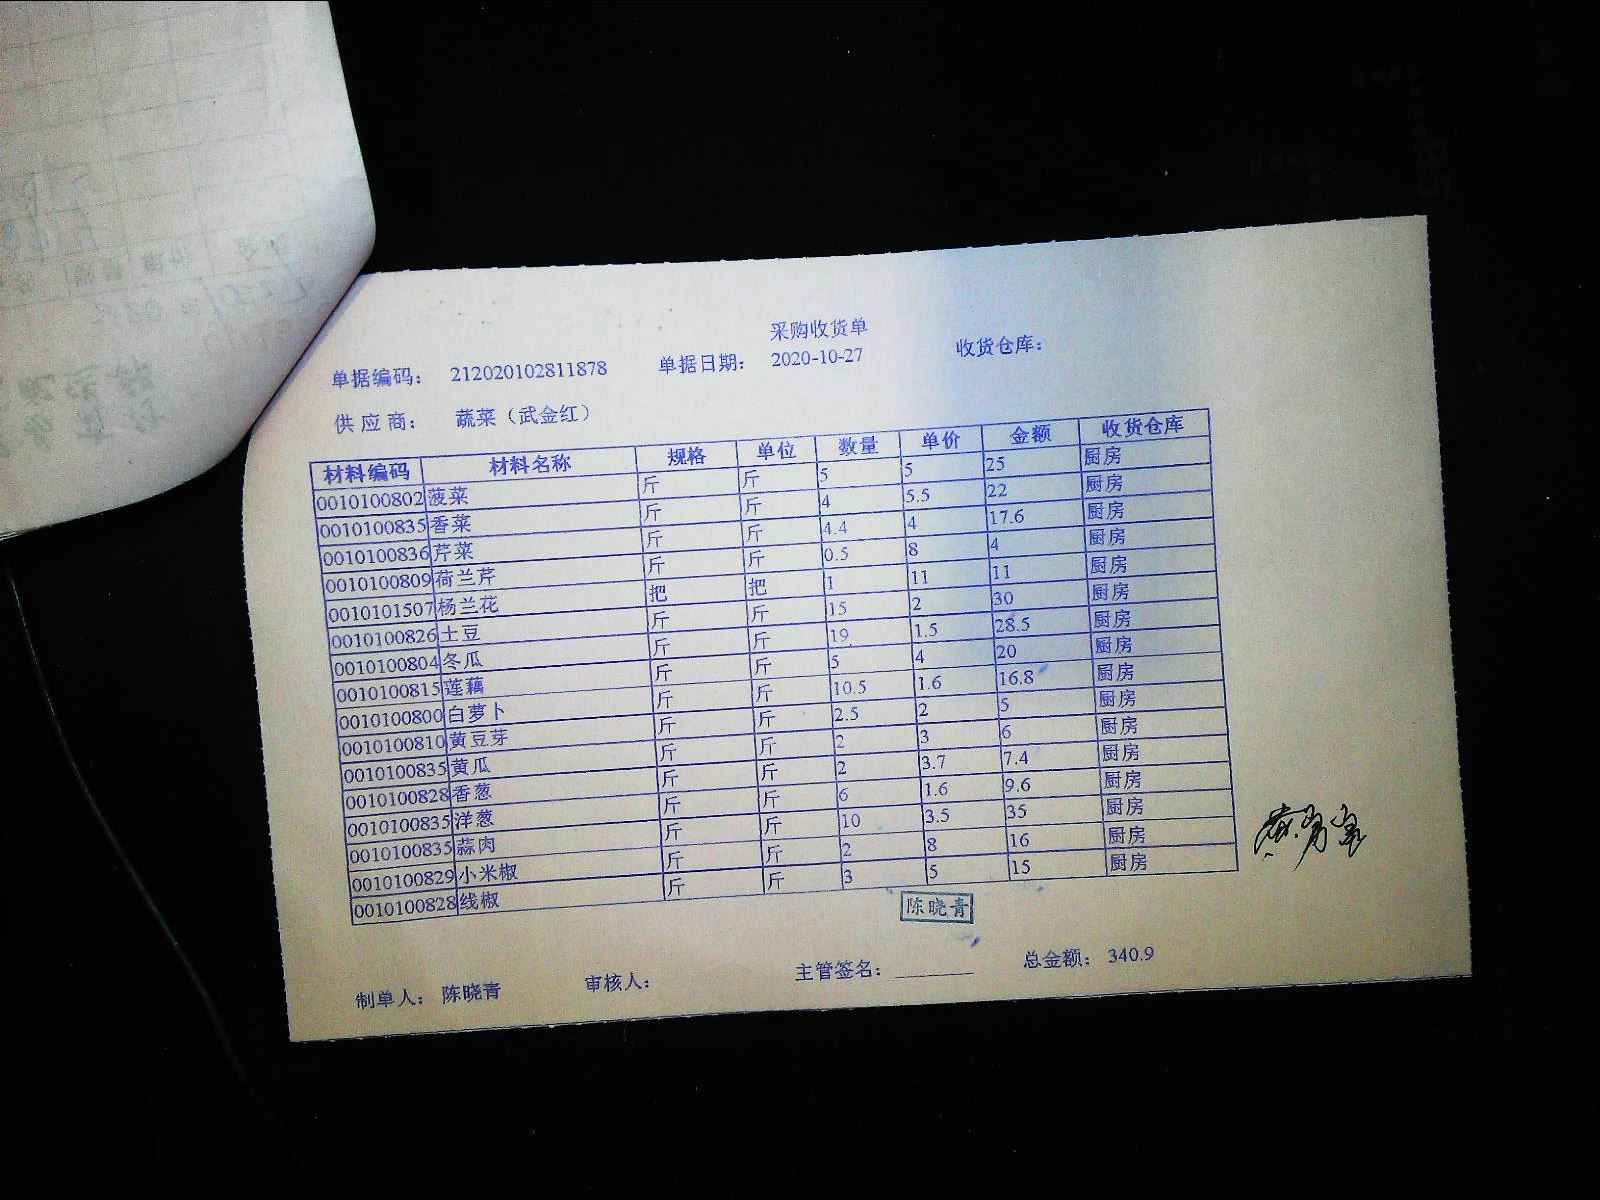 采购收货单
单据编码: 212020102811878 单据日期: 2020-10-27 收货仓库:
供应商: 蔬菜（武金红）
材料编码 材料名称 规格 单位 数量 单价 金额 收货仓库
0010100802 菠菜 斤 斤 5 5 25 厨房
0010100835 香菜 斤 斤 4 5.5 22 厨房
0010100836 芹菜 斤 斤 4.4 4 17.6 厨房
0010100809 荷兰芹 斤 斤 0.5 8 4 厨房
0010101507 杨兰花 把 把 1 11 11 厨房
0010100826 土豆 斤 斤 15 2 30 厨房
0010100804 冬瓜 斤 斤 19 1.5 28.5 厨房
0010100815 莲藕 斤 斤 5 4 20 厨房
0010100800 白萝卜 斤 斤 10.5 1.6 16.8 厨房
0010100810 黄豆芽 斤 斤 2.5 2 5 厨房
0010100835 黄瓜 斤 斤 2 3 6 厨房
0010100828 香葱 斤 斤 2 3.7 7.4 厨房
0010100835 洋葱 斤 斤 6 1.6 9.6 厨房
0010100835 蒜肉 斤 斤 10 3.5 35 厨房
0010100829 小米椒 斤 斤 2 8 16 厨房
0010100828 线椒 斤 斤 3 5 15 厨房
陈晓青
制单人: 陈晓青 审核人: 主管签名: 总金额: 340.9